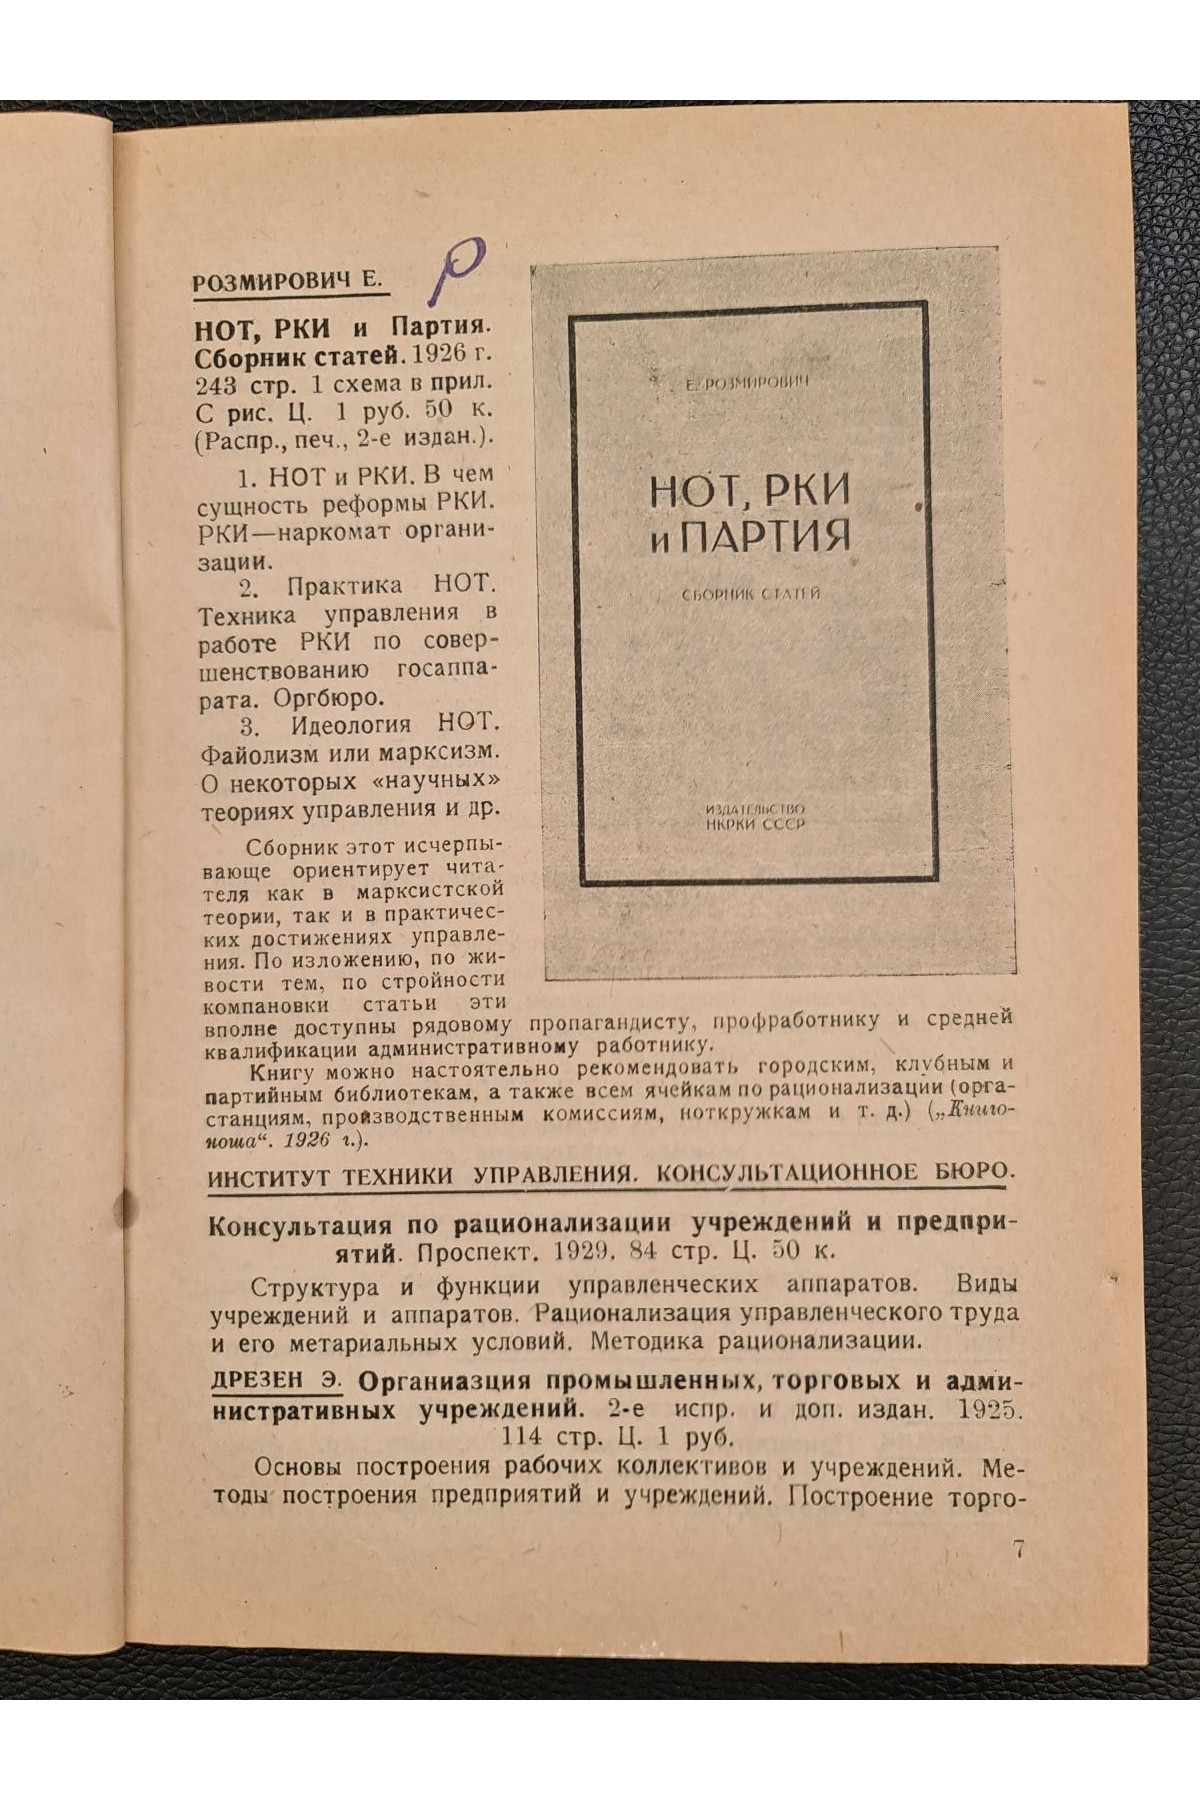 РОЗМИРОВИЧ Е.
НОТ, РКИ и Партия.
Сборник статей. 1926 г.
243 стр. 1 схема в прил.
С рис. Ц. 1 руб. 50 к.
(Распр., печ., 2-е издан.).
1. НОТ и РКИ. В чем
сущность реформы РКИ.
РКИ—наркомат органи-
зации.
2. Практика НОТ.
Техника управления в
работе РКИ по совер-
шенствованию госаппа-
рата. Оргбюро.
3. Идеология НОТ.
Файолизм или марксизм.
О некоторых «научных»
теориях управления и др.
Сборник этот исчерпы-
вающе ориентирует чита-
теля как в марксистской
теории, так и в практичес-
ких достижениях управле-
ния. По изложению, по жи-
вости тем, по стройности
компановки статьи эти
вполне доступны рядовому пропагандисту, профработнику и средней
квалификации административному работнику.
Книгу можно настоятельно рекомендовать городским, клубным и
партийным библиотекам, а также всем ячейкам по рационализации (орга-
станциям, производственным комиссиям, ноткружкам и т. д.) („Книго-
ноша“. 1926 г.).
Е. РОЗМИРОВИЧ
НОТ, РКИ
и ПАРТИЯ
СБОРНИК СТАТЕЙ
ИЗДАТЕЛЬСТВО
НКРКИ СССР
ИНСТИТУТ ТЕХНИКИ УПРАВЛЕНИЯ. КОНСУЛЬТАЦИОННОЕ БЮРО.
Консультация по рационализации учреждений и предпри-
ятий. Проспект. 1929. 84 стр. Ц. 50 к.
Структура и функции управленческих аппаратов. Виды
учреждений и аппаратов. Рационализация управленческого труда
и его метариальных условий. Методика рационализации.
ДРЕЗЕН Э. Органиазция промышленных, торговых и адми-
нистративных учреждений. 2-е испр. и доп. издан. 1925.
114 стр. Ц. 1 руб.
Основы построения рабочих коллективов и учреждений. Ме-
тоды построения предприятий и учреждений. Построение торго-
7